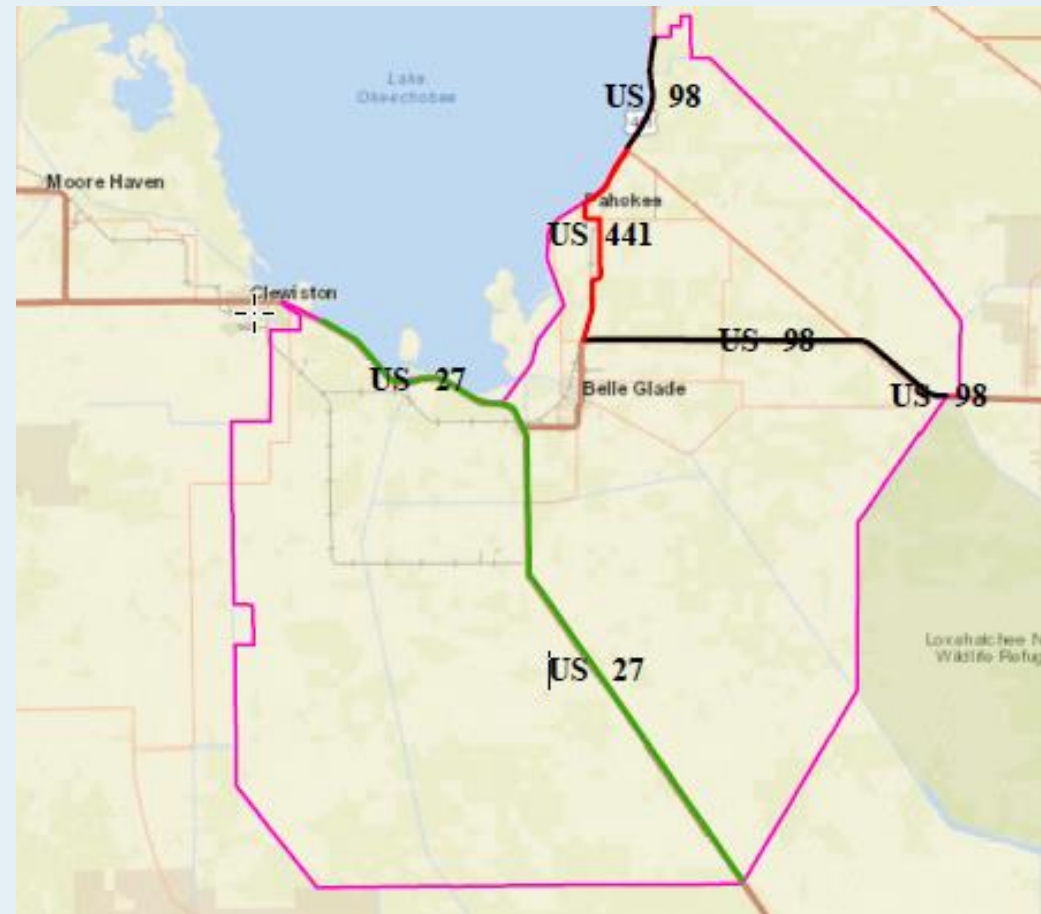 Lake
Okeechobee
US 98
Moore Haven
Pahokee
US 441
Clewiston
US 98
US 27
Belle Glade
US 98
Loxahatchee N
Wildlife Refug
US 27